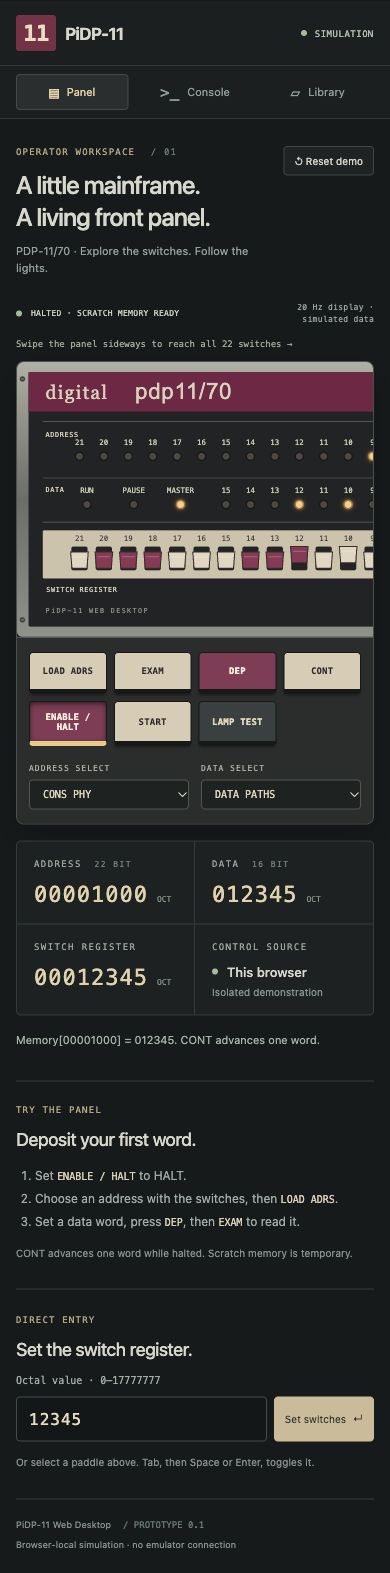 11 PiDP-11 SIMULATION
Panel >_ Console Library
OPERATOR WORKSPACE / 01
↺ Reset demo
A little mainframe.
A living front panel.
PDP-11/70 · Explore the switches. Follow the
lights.
HALTED · SCRATCH MEMORY READY
20 Hz display ·
simulated data
Swipe the panel sideways to reach all 22 switches →
digital pdp11/70
ADDRESS
21 20 19 18 17 16 15 14 13 12 11 10 9
DATA RUN PAUSE MASTER 15 14 13 12 11 10 9
21 20 19 18 17 16 15 14 13 12 11 10 9
SWITCH REGISTER
PiDP-11 WEB DESKTOP
LOAD ADRS EXAM DEP CONT
ENABLE /
HALT
START LAMP TEST
ADDRESS SELECT DATA SELECT
CONS PHY DATA PATHS
ADDRESS 22 BIT DATA 16 BIT
00001000 OCT 012345 OCT
SWITCH REGISTER CONTROL SOURCE
00012345 OCT This browser
Isolated demonstration
Memory[00001000] = 012345. CONT advances one word.
TRY THE PANEL
Deposit your first word.
1. Set ENABLE / HALT to HALT.
2. Choose an address with the switches, then LOAD ADRS.
3. Set a data word, press DEP, then EXAM to read it.
CONT advances one word while halted. Scratch memory is temporary.
DIRECT ENTRY
Set the switch register.
Octal value · 0–17777777
12345 Set switches ↵
Or select a paddle above. Tab, then Space or Enter, toggles it.
PiDP-11 Web Desktop / PROTOTYPE 0.1
Browser-local simulation · no emulator connection